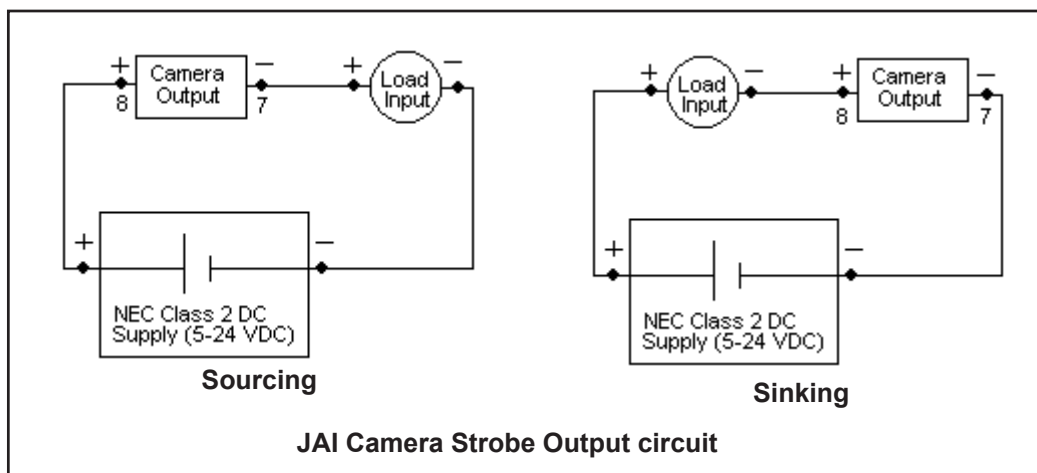 + Camera Output − + Load Input −
8 7
+ −
NEC Class 2 DC
Supply (5-24 VDC)
Sourcing
+ Load Input − + Camera Output −
8 7
+ −
NEC Class 2 DC
Supply (5-24 VDC)
Sinking
JAI Camera Strobe Output circuit